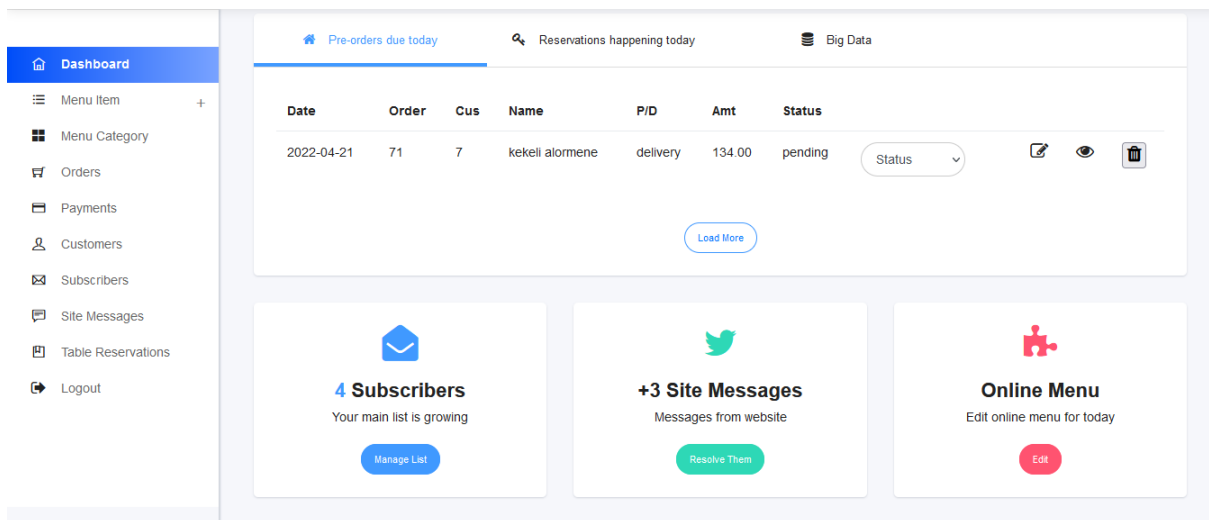 Dashboard
Menu Item +
Menu Category
Orders
Payments
Customers
Subscribers
Site Messages
Table Reservations
Logout
Pre-orders due today Reservations happening today Big Data
Date Order Cus Name P/D Amt Status
2022-04-21 71 7 kekeli alormene delivery 134.00 pending Status
Load More
4 Subscribers
Your main list is growing
Manage List
+3 Site Messages
Messages from website
Resolve Them
Online Menu
Edit online menu for today
Edit